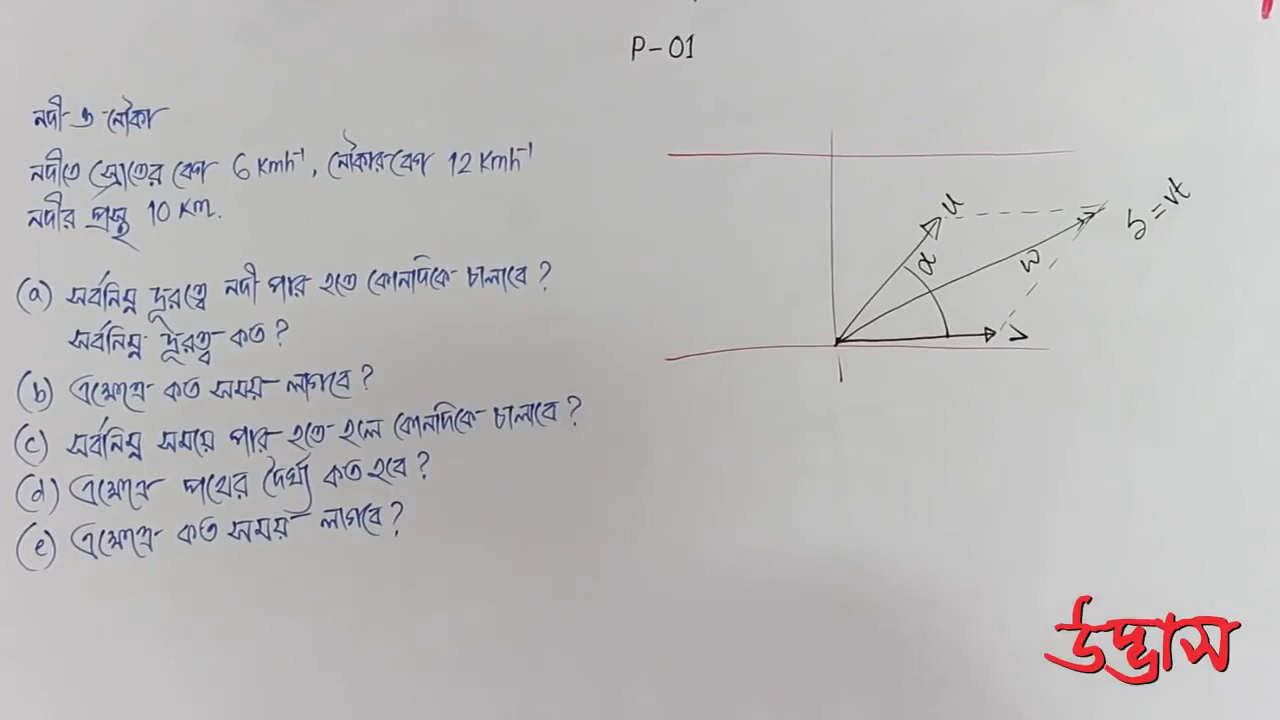 P-01
নদী ও নৌকা
নদীতে স্রোতের বেগ 6 Kmh⁻¹, নৌকার বেগ 12 Kmh⁻¹
নদীর প্রস্থ 10 Km.
(a) সর্বনিম্ন দূরত্বে নদী পার হতে কোনদিকে চালাবে?
সর্বনিম্ন দূরত্ব কত?
(b) এক্ষেত্রে কত সময় লাগবে?
(c) সর্বনিম্ন সময়ে পার হতে হলে কোনদিকে চালাবে?
(d) এক্ষেত্রে পথের দৈর্ঘ্য কত হবে?
(e) এক্ষেত্রে কত সময় লাগবে?
u
α
w
v
s = vt
উদ্ভাস